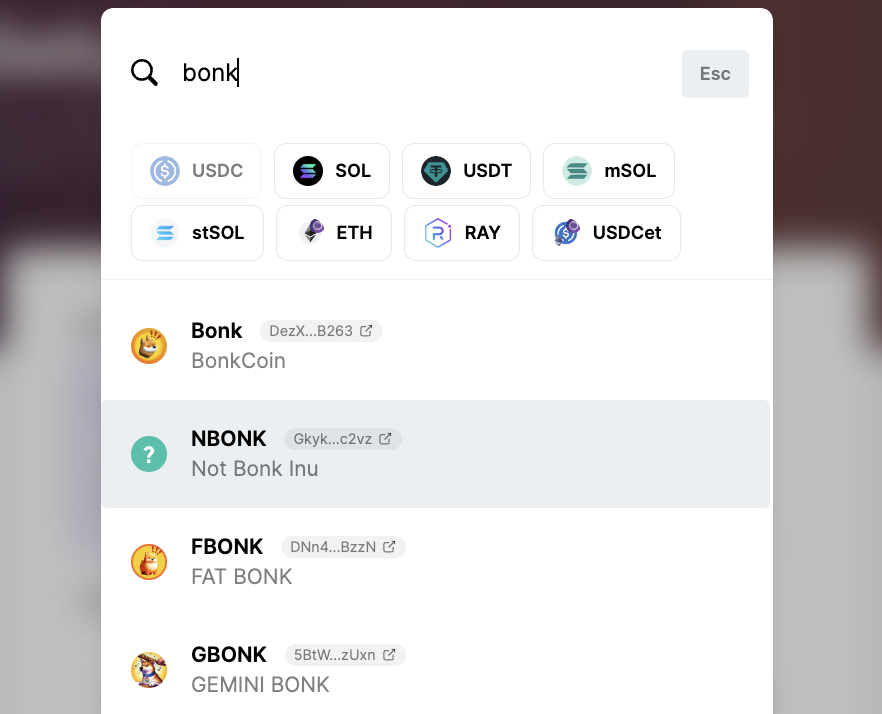 bonk
Esc
USDC SOL USDT mSOL
stSOL ETH RAY USDCet
Bonk DezX...B263
BonkCoin
? NBONK Gkyk...c2vz
Not Bonk Inu
FBONK DNn4...BzzN
FAT BONK
GBONK 5BtW...zUxn
GEMINI BONK